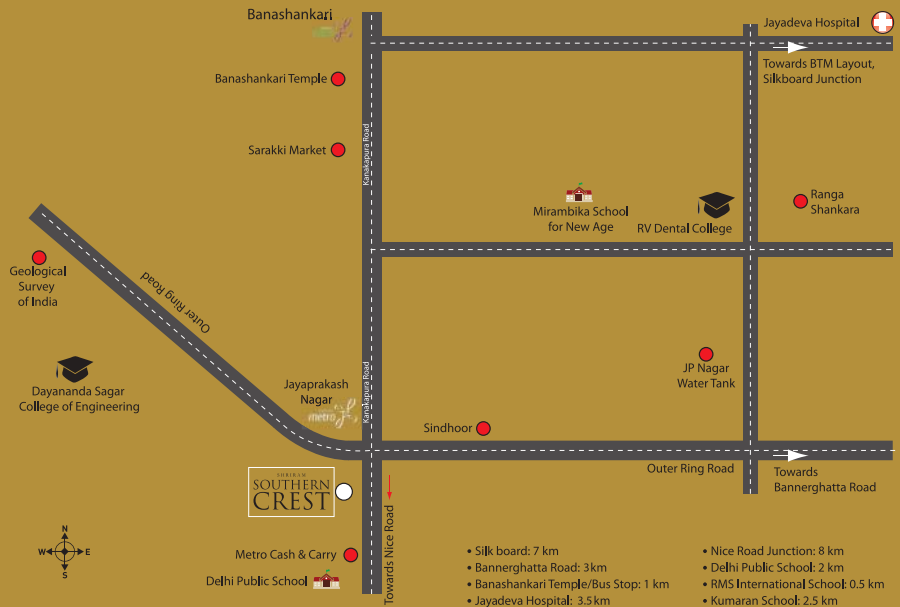 Banashankari
Jayadeva Hospital
Towards BTM Layout,
Silkboard Junction
Banashankari Temple
Kanakapura Road
Sarakki Market
Mirambika School
for New Age
RV Dental College
Ranga
Shankara
Geological
Survey
of India
Outer Ring Road
JP Nagar
Water Tank
Dayananda Sagar
College of Engineering
Jayaprakash
Nagar
metro
Kanakapura Road
Sindhoor
Outer Ring Road
Towards
Bannerghatta Road
SHRIRAM
SOUTHERN
CREST
Towards Nice Road
N
W E
S
Metro Cash & Carry
Delhi Public School
• Silk board: 7 km
• Bannerghatta Road: 3km
• Banashankari Temple/Bus Stop: 1 km
• Jayadeva Hospital: 3.5km
• Nice Road Junction: 8 km
• Delhi Public School: 2 km
• RMS International School: 0.5 km
• Kumaran School: 2.5 km